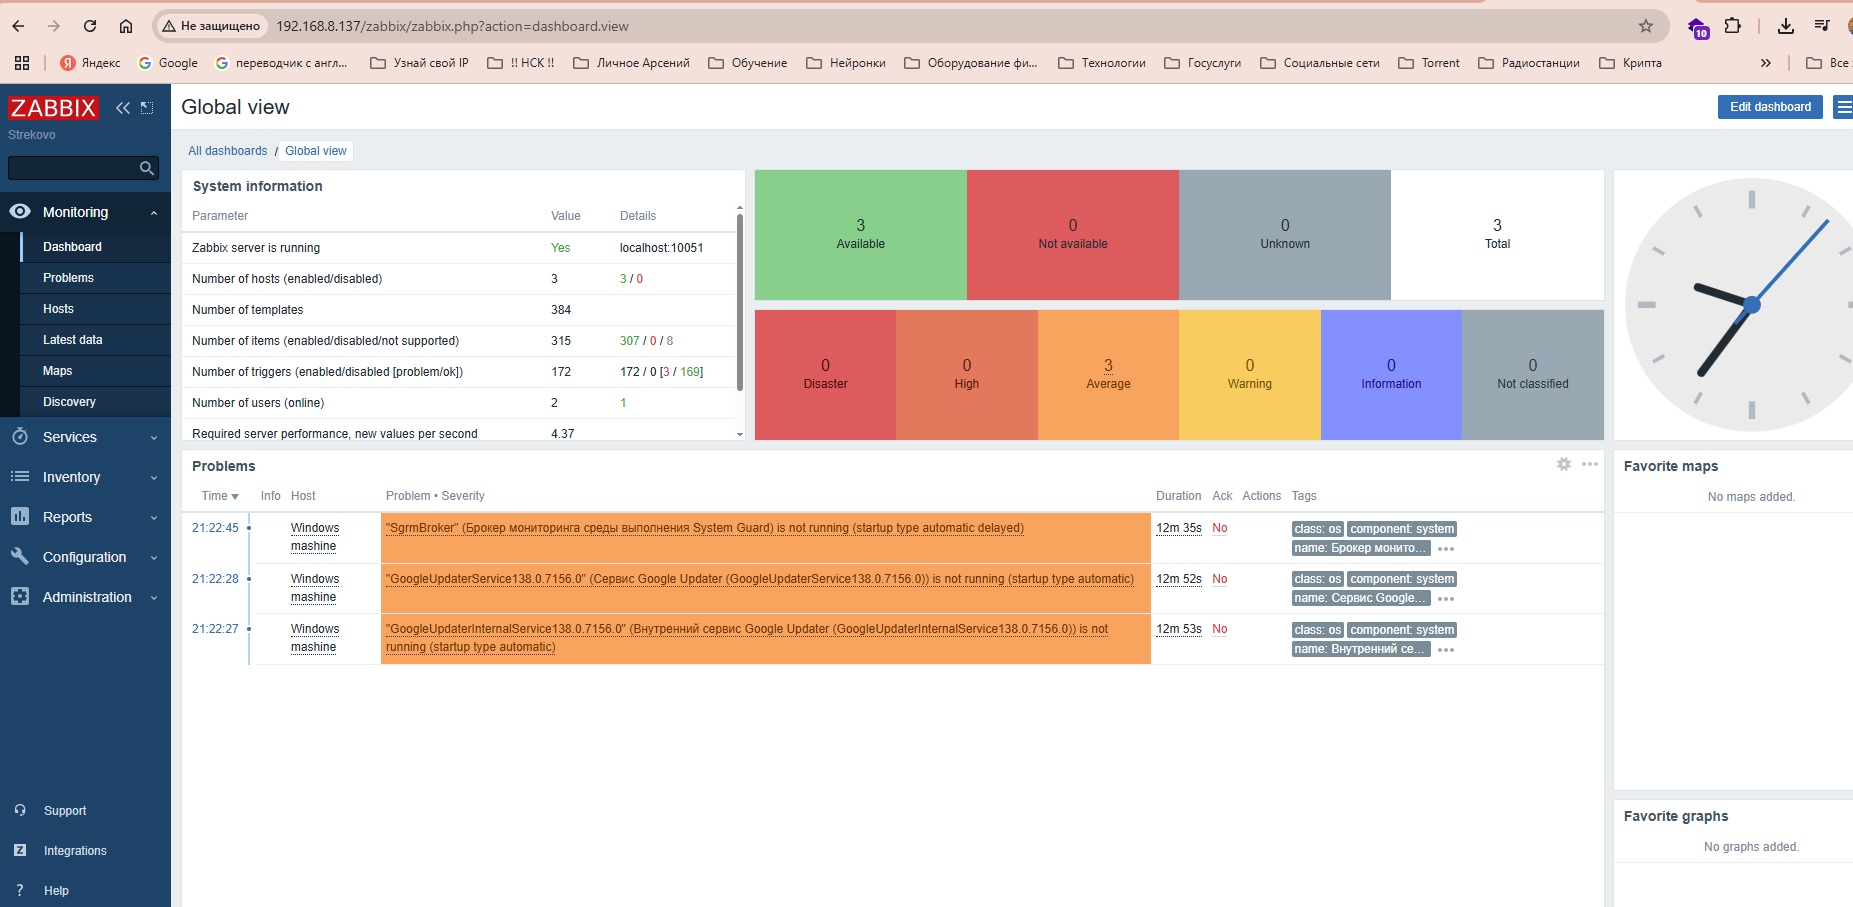 Не защищено 192.168.8.137/zabbix/zabbix.php?action=dashboard.view
10
Яндекс Google переводчик с англ... Узнай свой IP !! НСК !! Личное Арсений Обучение Нейронки Оборудование фи... Технологии Госуслуги Социальные сети Torrent Радиостанции Крипта » Все
ZABBIX
Strekovo
Monitoring
Dashboard
Problems
Hosts
Latest data
Maps
Discovery
Services
Inventory
Reports
Configuration
Administration
Support
Integrations
Help
Global view
Edit dashboard
All dashboards / Global view
System information
Parameter Value Details
Zabbix server is running Yes localhost:10051
Number of hosts (enabled/disabled) 3 3 / 0
Number of templates 384
Number of items (enabled/disabled/not supported) 315 307 / 0 / 8
Number of triggers (enabled/disabled [problem/ok]) 172 172 / 0 [3 / 169]
Number of users (online) 2 1
Required server performance, new values per second 4.37
3
Available
0
Not available
0
Unknown
3
Total
0
Disaster
0
High
3
Average
0
Warning
0
Information
0
Not classified
Problems
Time Info Host Problem • Severity Duration Ack Actions Tags
21:22:45 Windows mashine "SgrmBroker" (Брокер мониторинга среды выполнения System Guard) is not running (startup type automatic delayed) 12m 35s No class: os component: system
name: Брокер монито...
21:22:28 Windows mashine "GoogleUpdaterService138.0.7156.0" (Сервис Google Updater (GoogleUpdaterService138.0.7156.0)) is not running (startup type automatic) 12m 52s No class: os component: system
name: Сервис Google...
21:22:27 Windows mashine "GoogleUpdaterInternalService138.0.7156.0" (Внутренний сервис Google Updater (GoogleUpdaterInternalService138.0.7156.0)) is not
running (startup type automatic) 12m 53s No class: os component: system
name: Внутренний се...
Favorite maps
No maps added.
Favorite graphs
No graphs added.